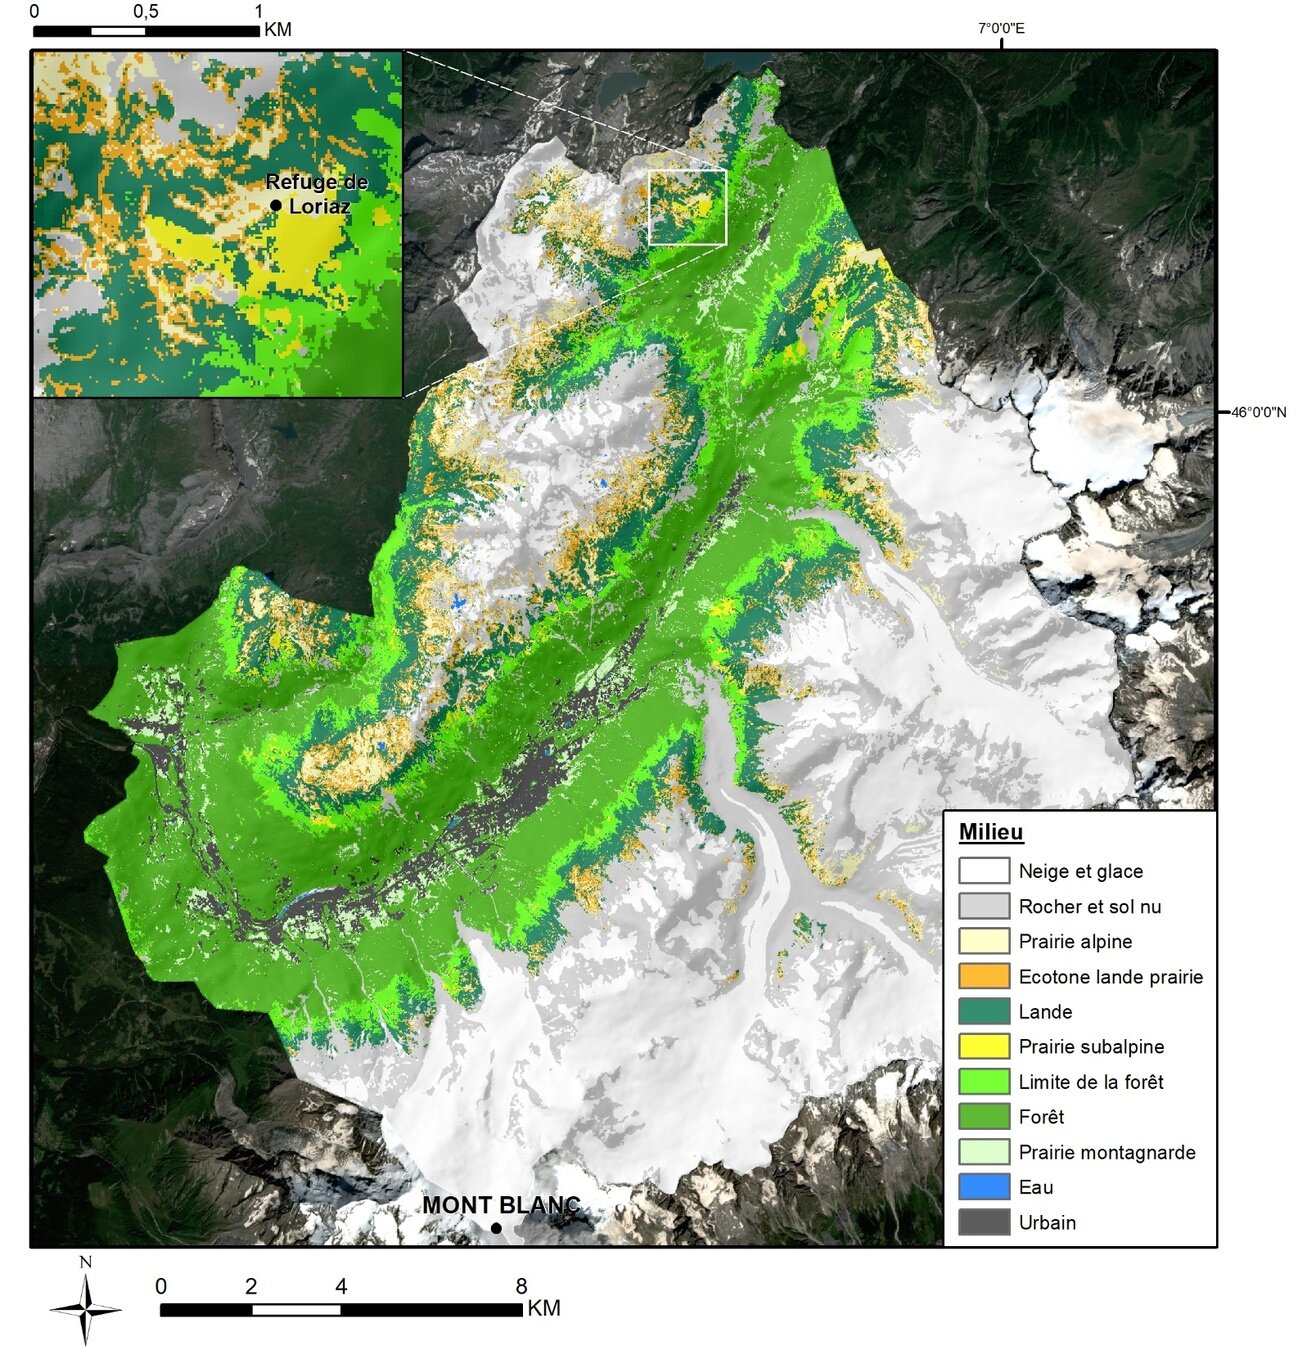 0 0,5 1
KM
7°0'0"E
Refuge de
Loriaz
46°0'0"N
Milieu
Neige et glace
Rocher et sol nu
Prairie alpine
Ecotone lande prairie
Lande
Prairie subalpine
Limite de la forêt
Forêt
Prairie montagnarde
Eau
Urbain
MONT BLANC
N
0 2 4 8
KM